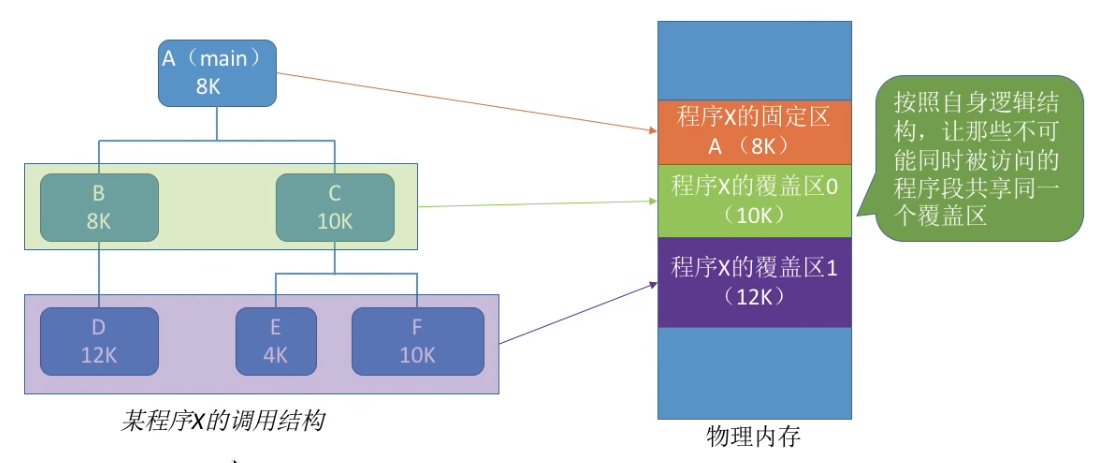 A（main）
8K
B
8K
C
10K
D
12K
E
4K
F
10K
某程序X的调用结构
程序X的固定区
A （8K）
程序X的覆盖区0
（10K）
程序X的覆盖区1
（12K）
物理内存
按照自身逻辑结
构，让那些不可
能同时被访问的
程序段共享同一
个覆盖区